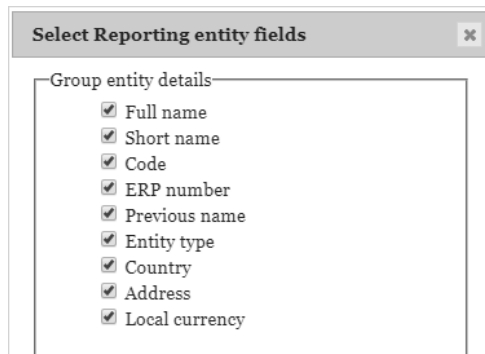 Select Reporting entity fields
Group entity details
Full name
Short name
Code
ERP number
Previous name
Entity type
Country
Address
Local currency